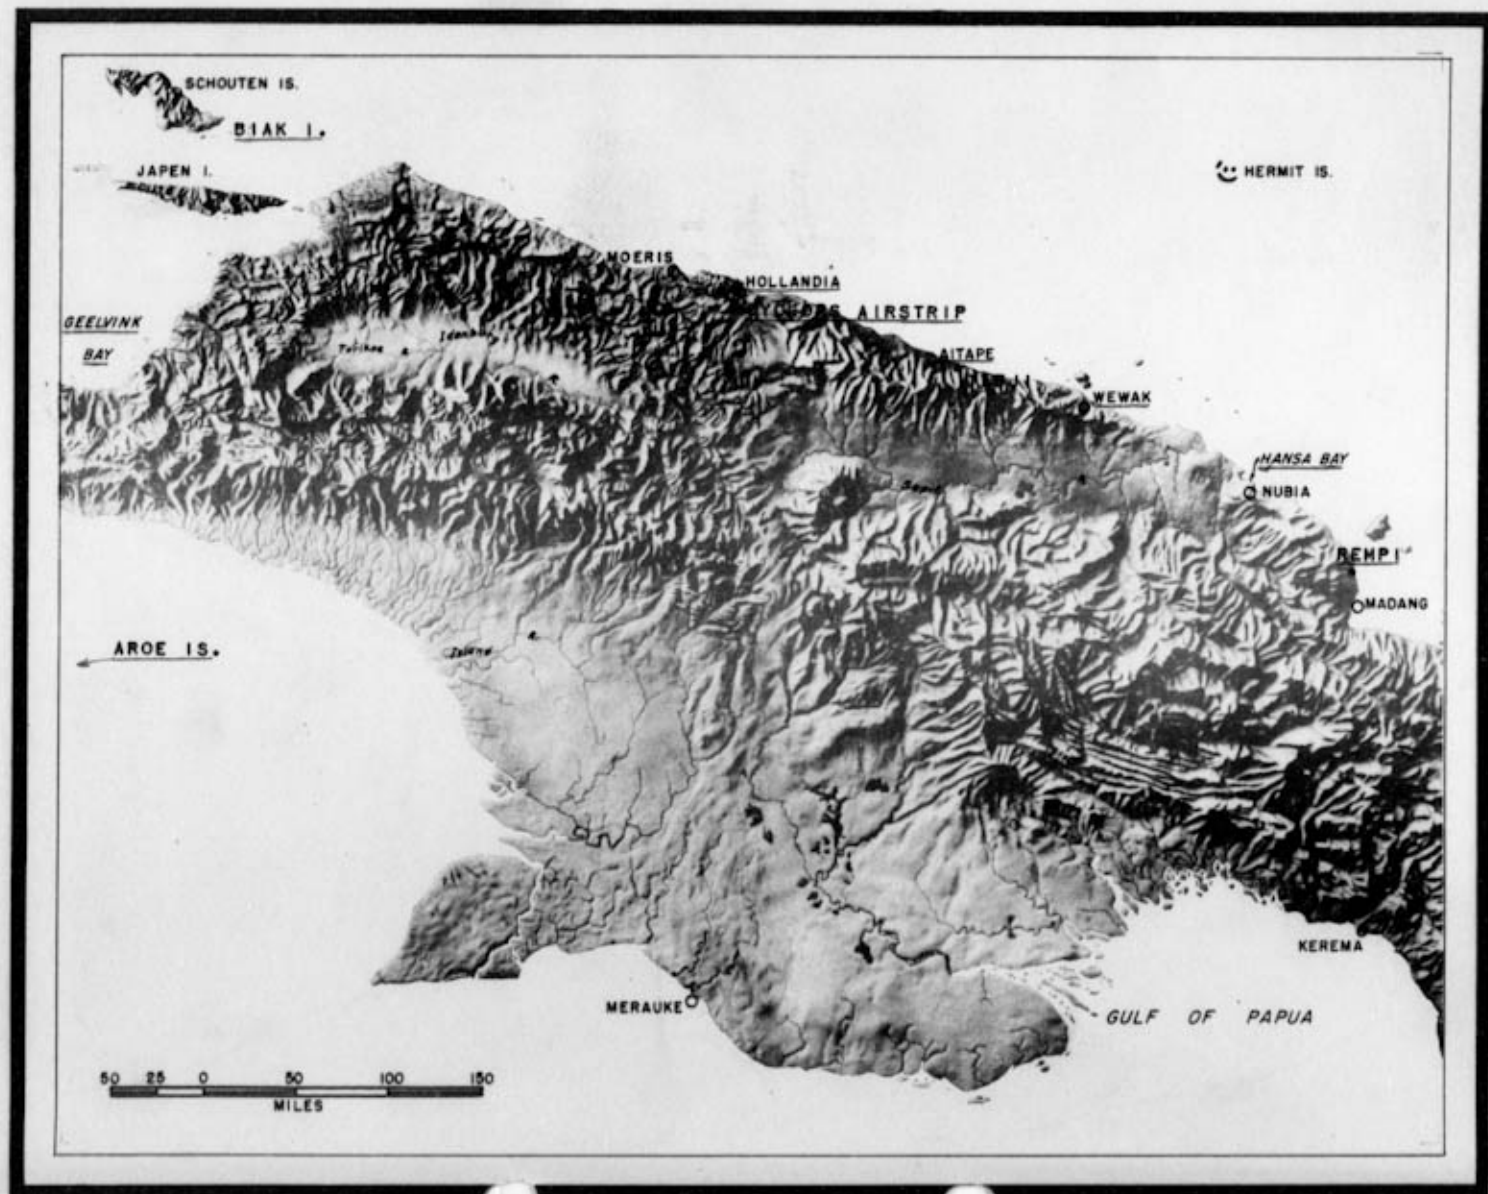 SCHOUTEN IS.
BIAK I.
JAPEN I.
HERMIT IS.
MOERIS
HOLLANDIA
AIRSTRIP
GEELVINK
BAY
AITAPE
WEWAK
HANSA BAY
NUBIA
REMPI
MADANG
AROE IS.
R.
Island
KEREMA
MERAUKE
GULF OF PAPUA
50 25 0 50 100 150
MILES